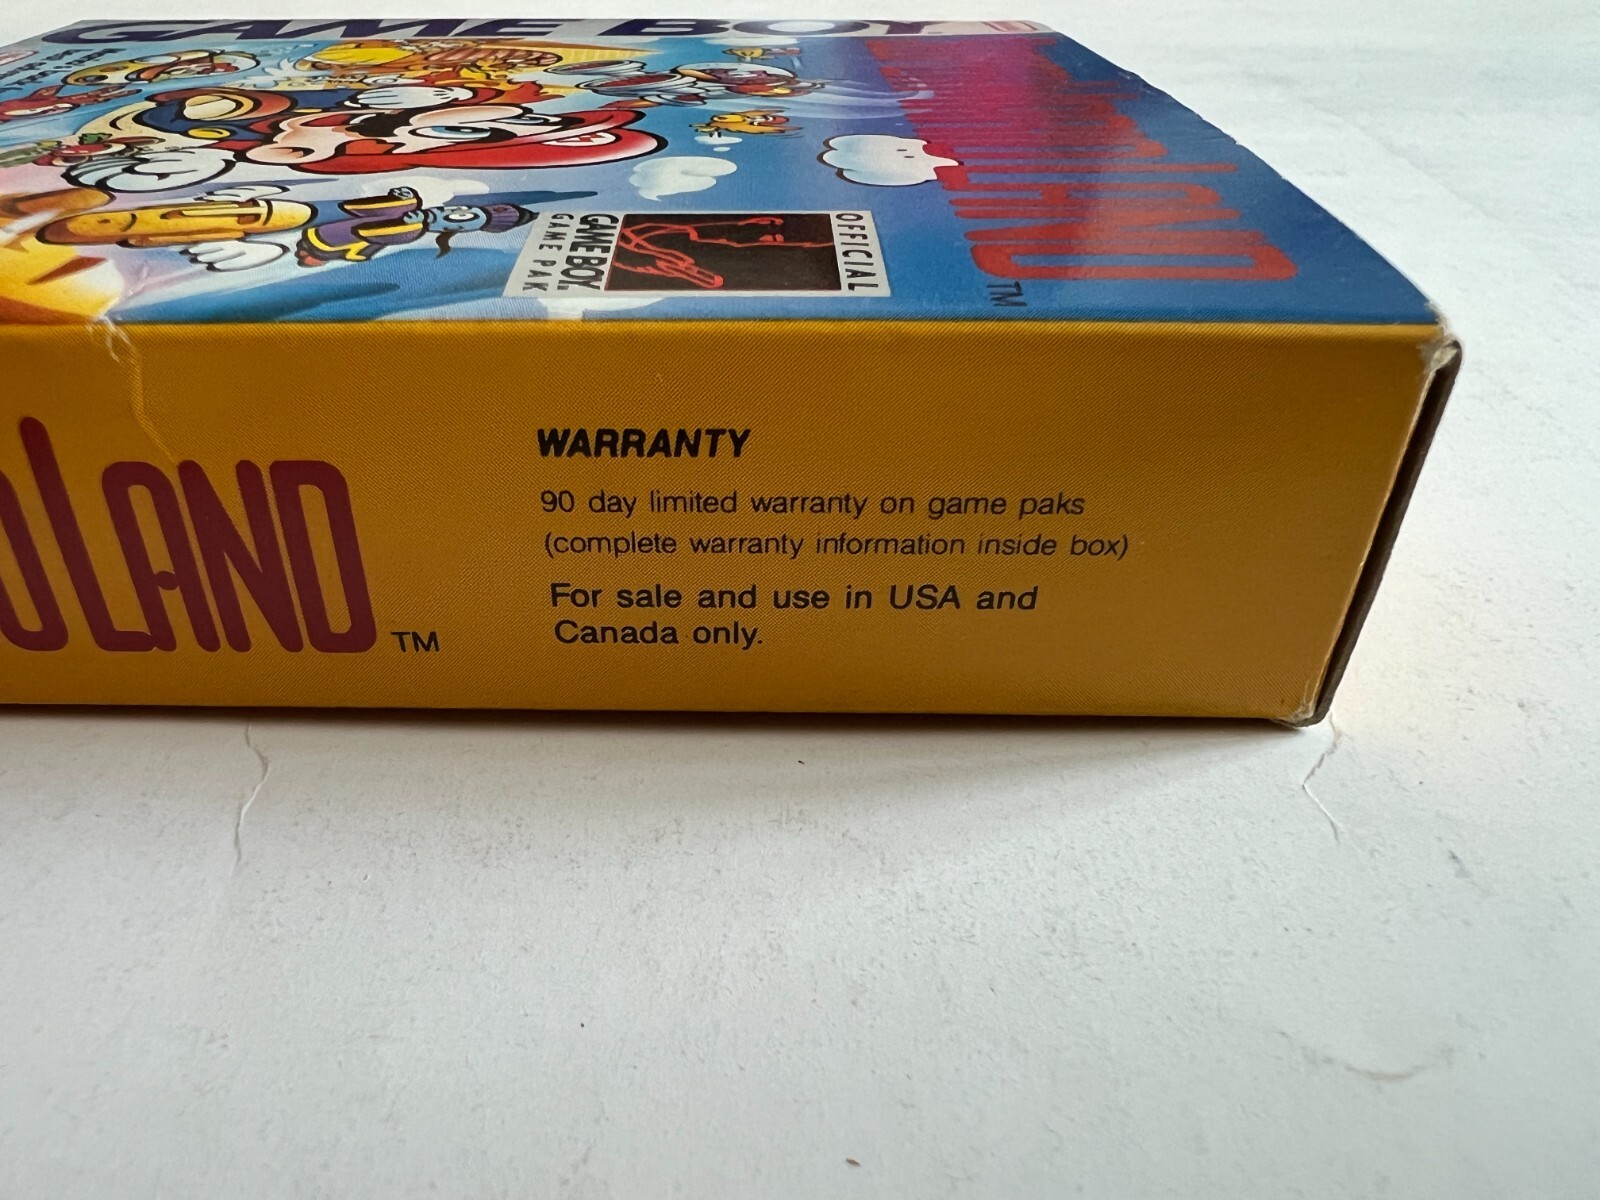 GAME BOY
LAND
TM
OFFICIAL
GAME BOY
GAME PAK
LAND
TM
WARRANTY
90 day limited warranty on game paks
(complete warranty information inside box)
For sale and use in USA and
Canada only.